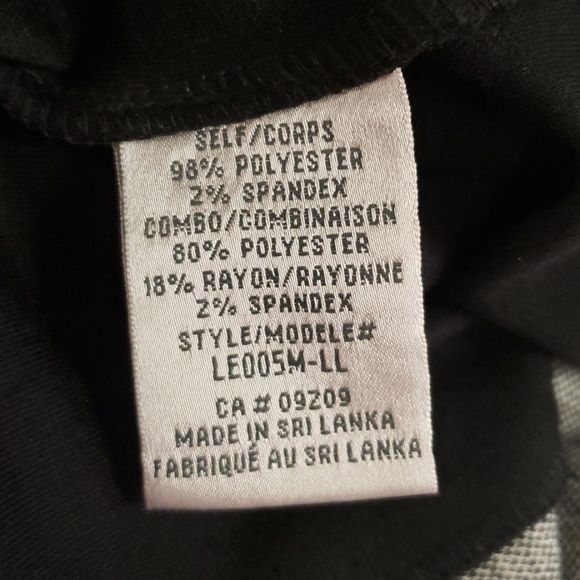 SELF/CORPS
98% POLYESTER
2% SPANDEX
COMBO/COMBINAISON
80% POLYESTER
18% RAYON/RAYONNE
2% SPANDEX
STYLE/MODELE#
LE005M-LL
CA # 09209
MADE IN SRI LANKA
FABRIQUÉ AU SRI LANKA